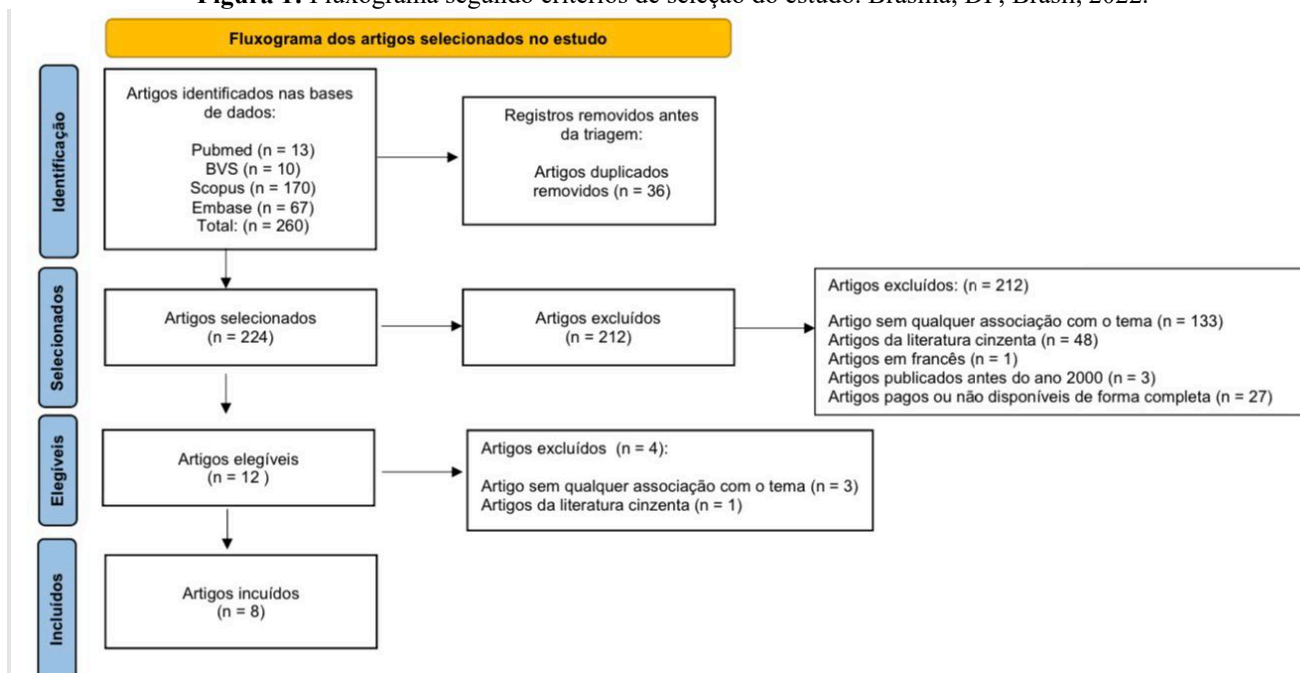 Figura 1. Fluxograma segundo critérios de seleção do estudo. Brasília, DF, Brasil, 2022.
Fluxograma dos artigos selecionados no estudo
Identificação
Artigos identificados nas bases
de dados:
Pubmed (n = 13)
BVS (n = 10)
Scopus (n = 170)
Embase (n = 67)
Total: (n = 260)
Registros removidos antes
da triagem:
Artigos duplicados
removidos (n = 36)
Selecionados
Artigos selecionados
(n = 224)
Artigos excluídos
(n = 212)
Artigos excluídos: (n = 212)
Artigo sem qualquer associação com o tema (n = 133)
Artigos da literatura cinzenta (n = 48)
Artigos em francês (n = 1)
Artigos publicados antes do ano 2000 (n = 3)
Artigos pagos ou não disponíveis de forma completa (n = 27)
Elegíveis
Artigos elegíveis
(n = 12 )
Artigos excluídos (n = 4):
Artigo sem qualquer associação com o tema (n = 3)
Artigos da literatura cinzenta (n = 1)
Incluídos
Artigos incuídos
(n = 8)